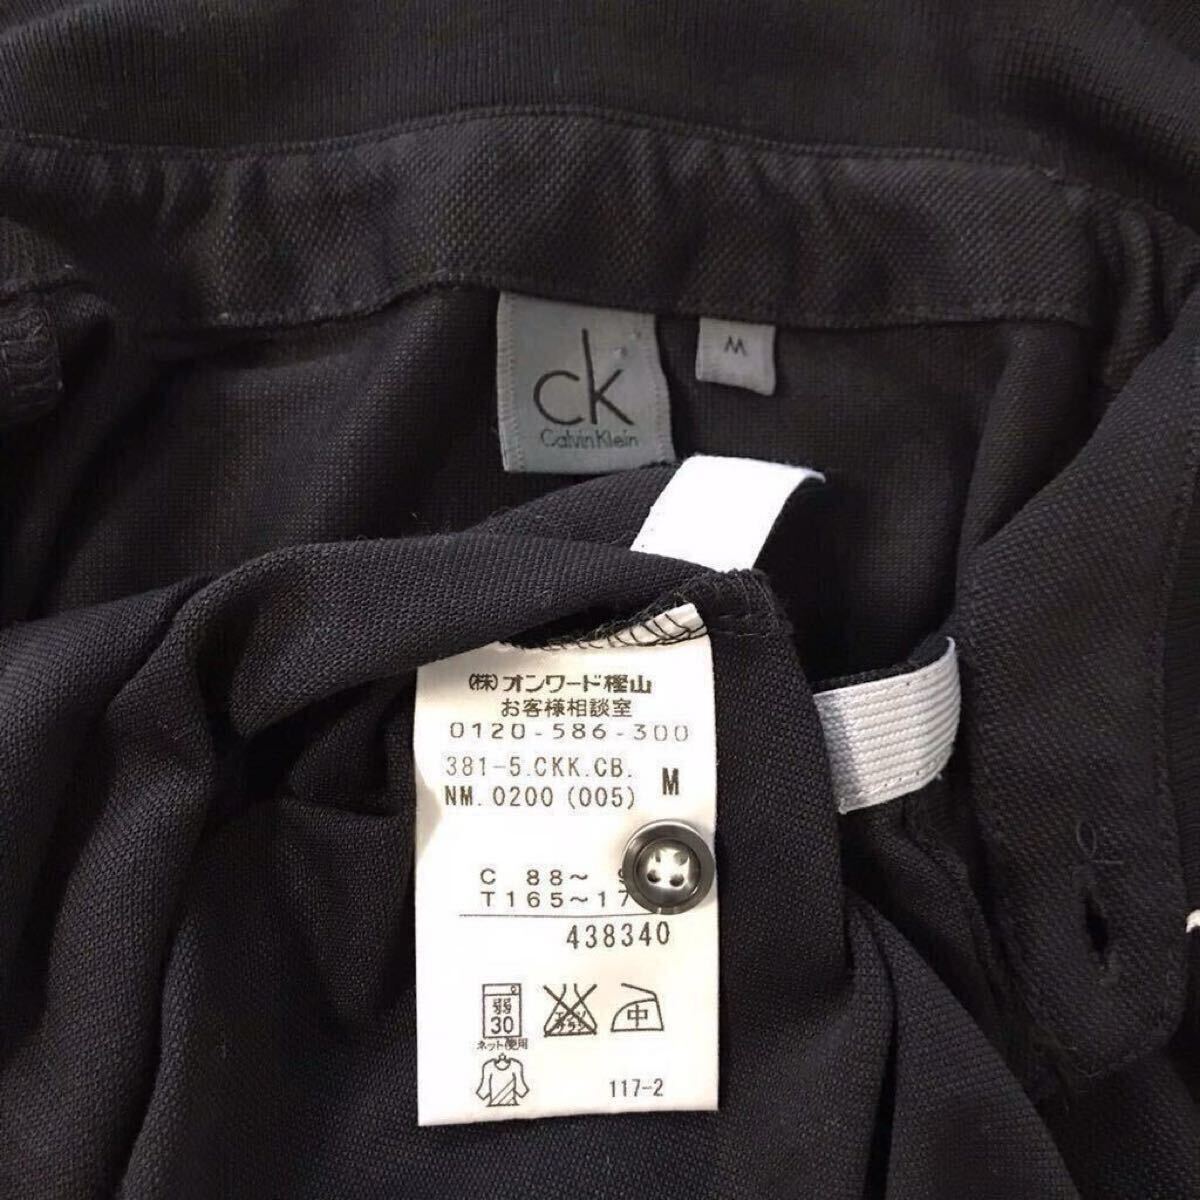 ck
Calvin Klein
M
(株)オンワード樫山
お客様相談室
0120-586-300
381-5.CKK.CB.
NM.0200 (005)
M
C 88~
T165~17
438340
弱
30
ネット使用
中
117-2